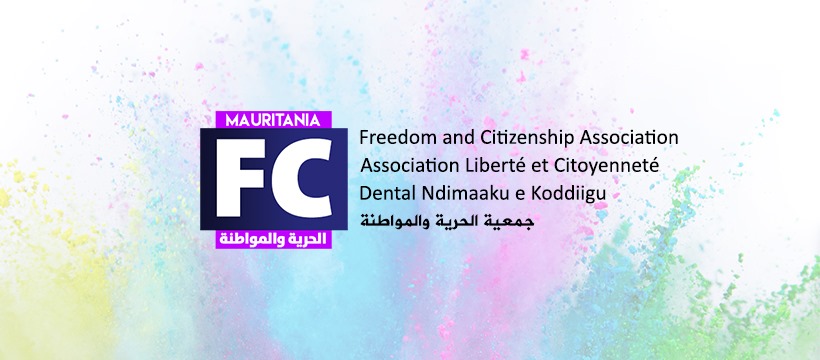 MAURITANIA
FC
الحرية والمواطنة
Freedom and Citizenship Association
Association Liberté et Citoyenneté
Dental Ndimaaku e Koddiigu
جمعية الحرية والمواطنة